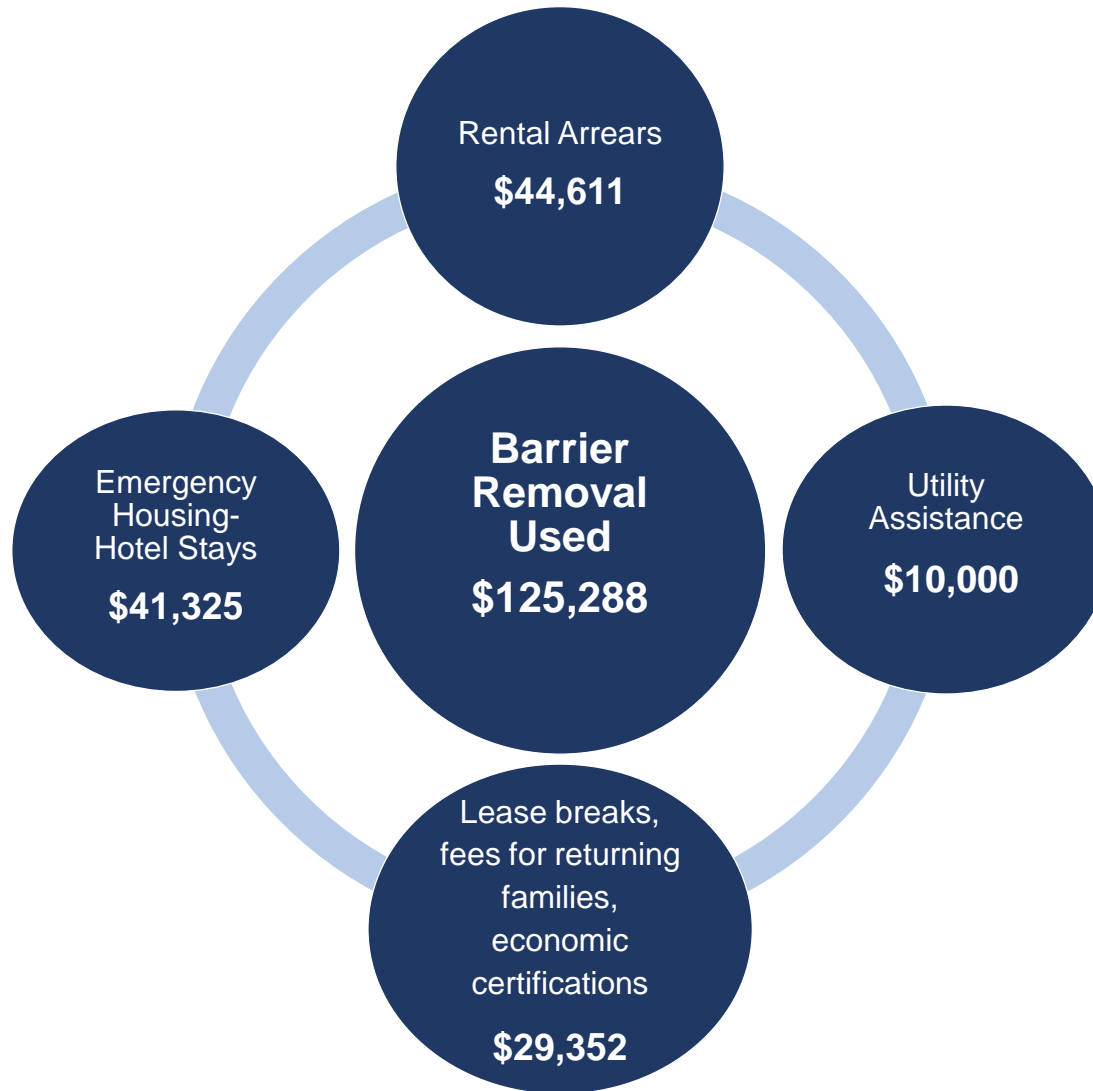 Rental Arrears
$44,611
Barrier
Removal
Used
$125,288
Emergency
Housing-
Hotel Stays
$41,325
Utility
Assistance
$10,000
Lease breaks,
fees for returning
families,
economic
certifications
$29,352